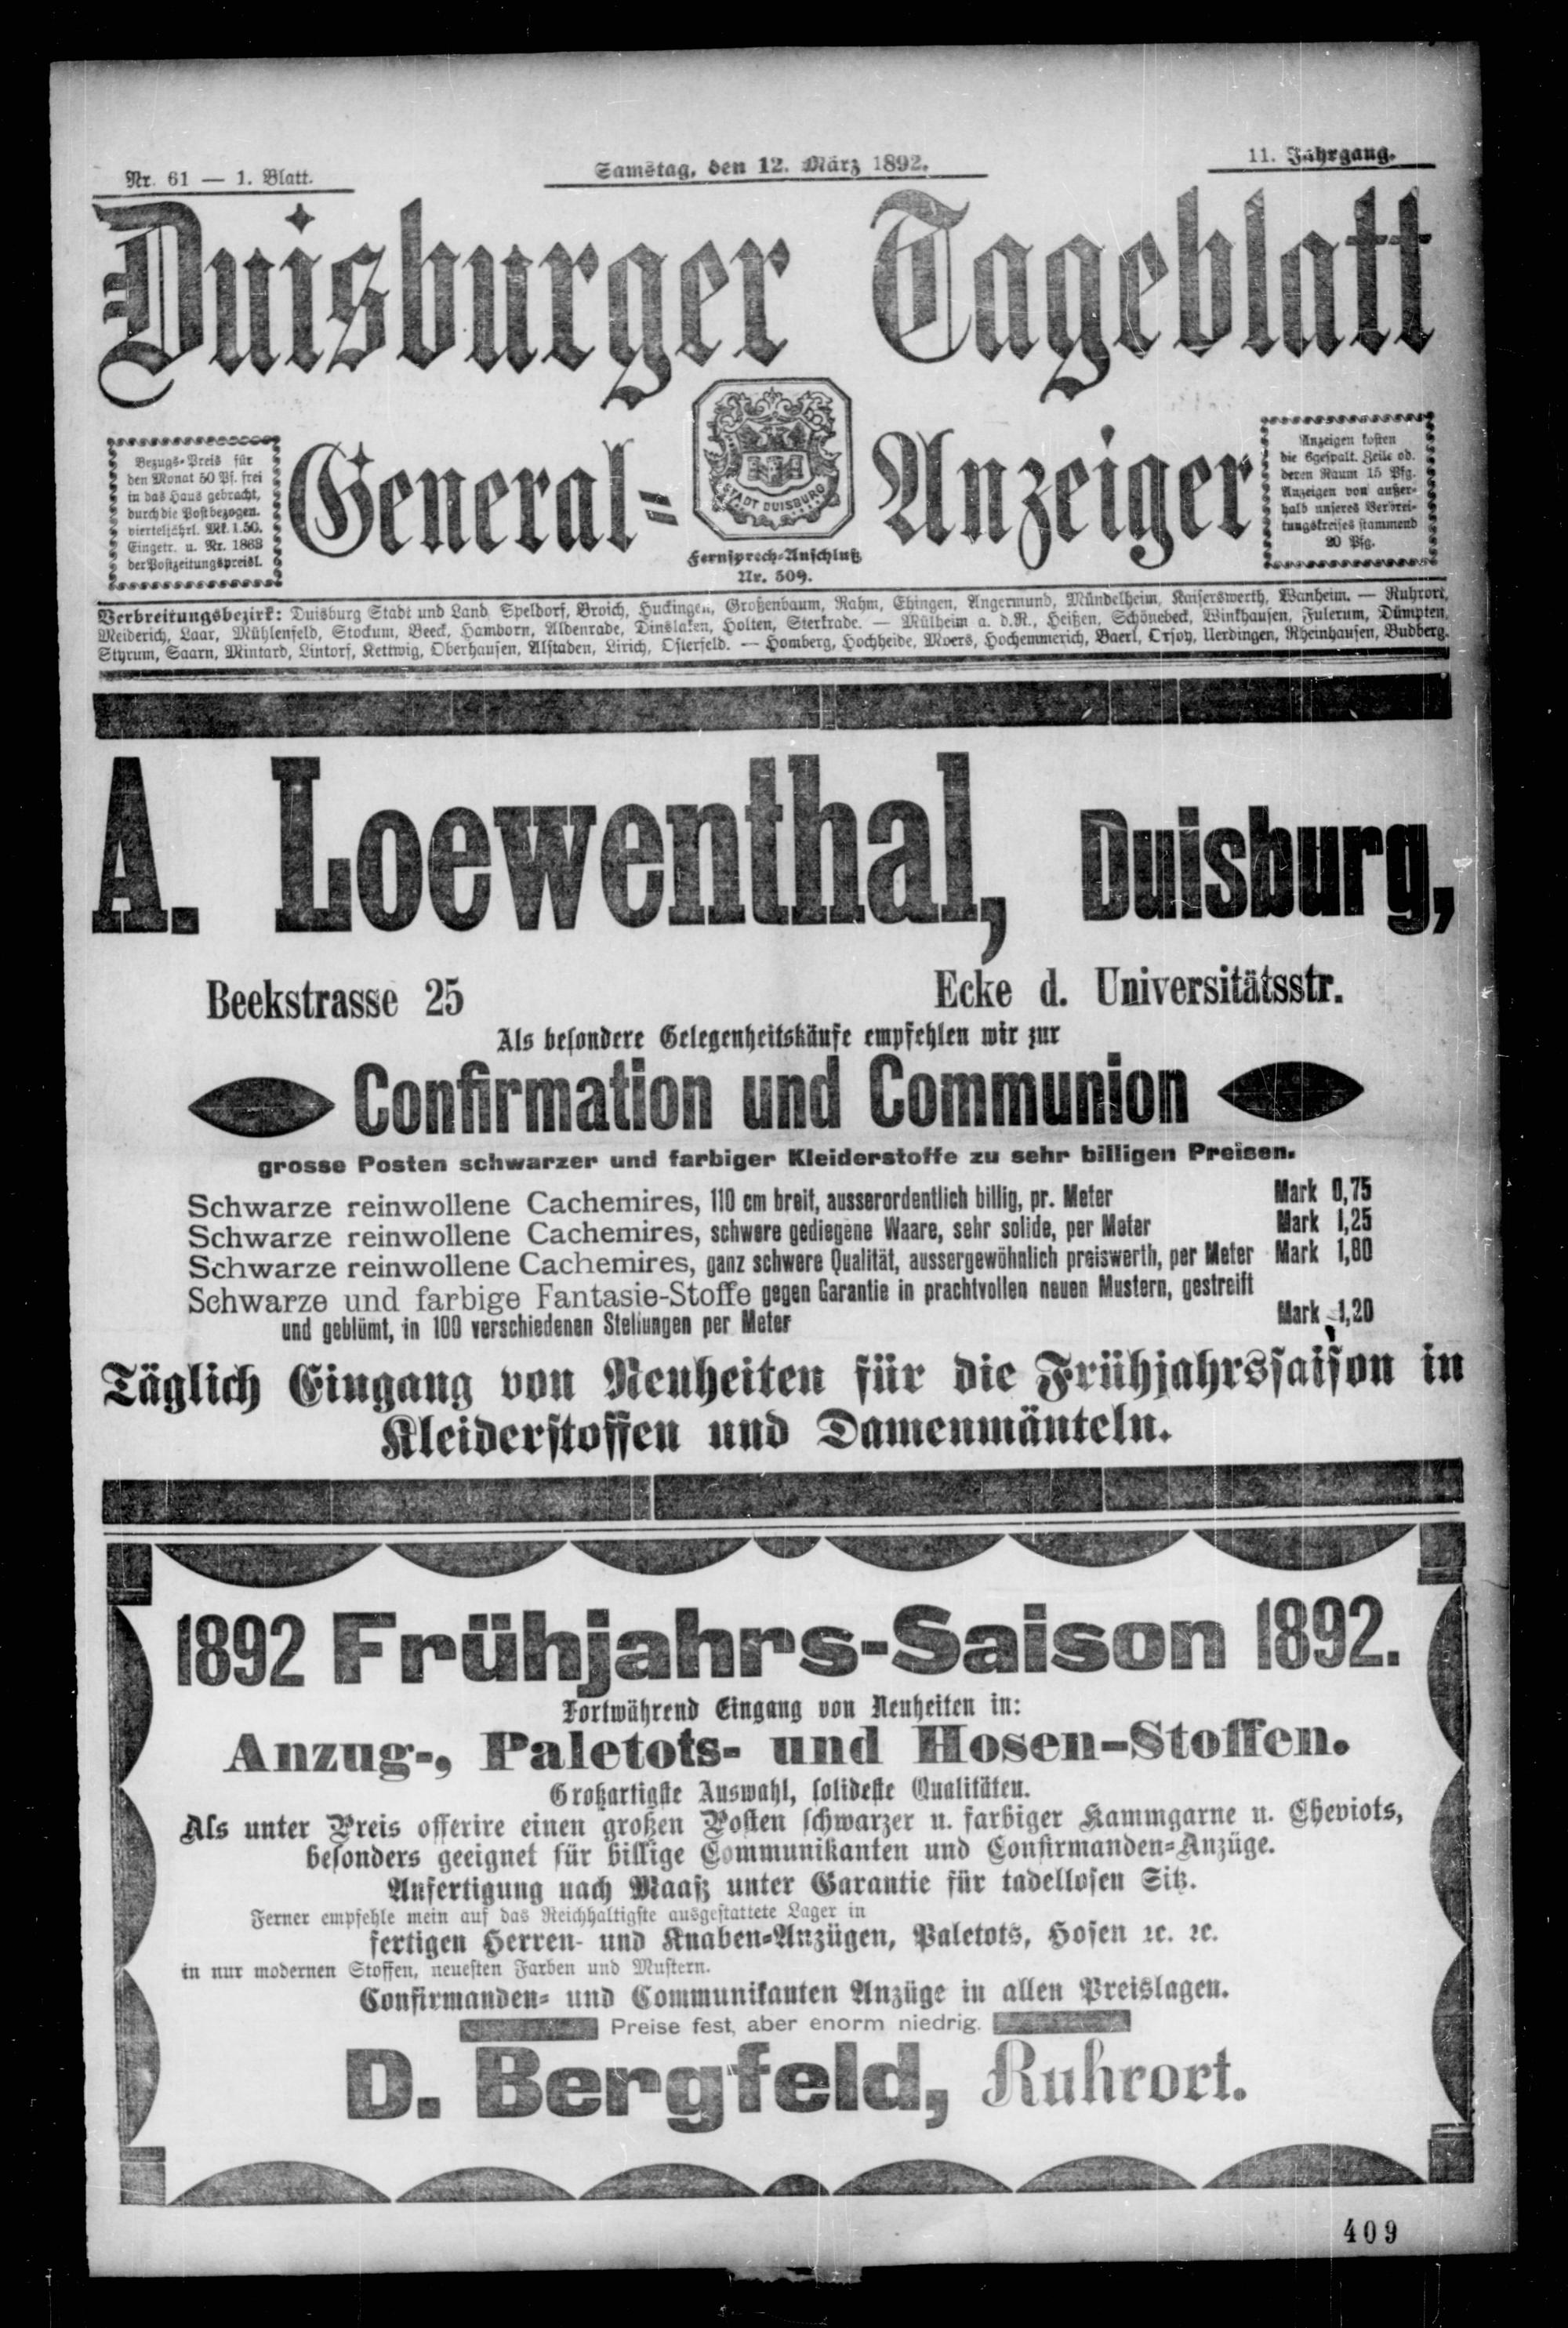 Nr. 61 — 1. Blatt.
Samstag, den 12. März 1892.
11. Jahrgang.
Duisburger Tageblatt
General-Anzeiger
Bezugs-Preis für
den Monat 50 Pf. frei
in das Haus gebracht,
durch die Post bezogen.
vierteljährl. Mk. 1.50.
Eingetr. u. Nr. 1868
der Postzeitungspreisl.
STADT DUISBURG
Fernsprech-Anschluß
Nr. 509.
Anzeigen kosten
die 6gespalt. Zeile od.
deren Raum 15 Pfg.
Anzeigen von außer-
halb unseres Verbrei-
tungskreises stammend
20 Pfg.
Verbreitungsbezirk: Duisburg Stadt und Land, Speldorf, Broich, Huckingen, Großenbaum, Rahm, Ehingen, Angermund, Mündelheim, Kaiserswerth, Wanheim. — Ruhrort,
Meiderich, Laar, Mühlenfeld, Stockum, Beeck, Hamborn, Aldenrade, Dinslaken, Holten, Sterkrade. — Mülheim a. d. R., Heißen, Schönebeck, Winkhausen, Fulerum, Dümpten,
Styrum, Saarn, Mintard, Lintorf, Kettwig, Oberhausen, Alstaden, Lirich, Osterfeld. — Homberg, Hochheide, Moers, Hochemmerich, Baerl, Orsoy, Uerdingen, Rheinhausen, Budberg.
A. Loewenthal, Duisburg,
Beekstrasse 25 Ecke d. Universitätsstr.
Als besondere Gelegenheitskäufe empfehlen wir zur
Confirmation und Communion
grosse Posten schwarzer und farbiger Kleiderstoffe zu sehr billigen Preisen.
Schwarze reinwollene Cachemires, 110 cm breit, ausserordentlich billig, pr. Meter Mark 0,75
Schwarze reinwollene Cachemires, schwere gediegene Waare, sehr solide, per Meter Mark 1,25
Schwarze reinwollene Cachemires, ganz schwere Qualität, aussergewöhnlich preiswerth, per Meter Mark 1,80
Schwarze und farbige Fantasie-Stoffe gegen Garantie in prachtvollen neuen Mustern, gestreift
und geblümt, in 100 verschiedenen Stellungen per Meter Mark 1,20
Täglich Eingang von Neuheiten für die Frühjahrssaison in
Kleiderstoffen und Damenmänteln.
1892 Frühjahrs-Saison 1892.
Fortwährend Eingang von Neuheiten in:
Anzug-, Paletots- und Hosen-Stoffen.
Großartigste Auswahl, solideste Qualitäten.
Als unter Preis offerire einen großen Posten schwarzer u. farbiger Kammgarne u. Cheviots,
besonders geeignet für billige Communikanten und Confirmanden-Anzüge.
Anfertigung nach Maaß unter Garantie für tadellosen Sitz.
Ferner empfehle mein auf das Reichhaltigste ausgestattete Lager in
fertigen Herren- und Knaben-Anzügen, Paletots, Hosen ꝛc. ꝛc.
in nur modernen Stoffen, neuesten Farben und Mustern.
Confirmanden- und Communikanten Anzüge in allen Preislagen.
Preise fest, aber enorm niedrig.
D. Bergfeld, Ruhrort.
409